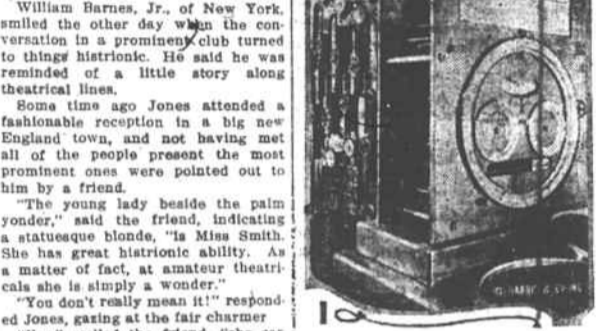 William Barnes, Jr., of New York,
smiled the other day when the con-
versation in a prominent club turned
to things histrionic. He said he was
reminded of a little story along
theatrical lines.
Some time ago Jones attended a
fashionable reception in a big new
England town, and not having met
all of the people present the most
prominent ones were pointed out to
him by a friend.
"The young lady beside the palm
yonder," said the friend, indicating
a statuesque blonde, "is Miss Smith.
She has great histrionic ability. As
a matter of fact, at amateur theatri-
cals she is simply a wonder."
"You don't really mean it!" respond-
ed Jones, gazing at the fair charmer
the friend,